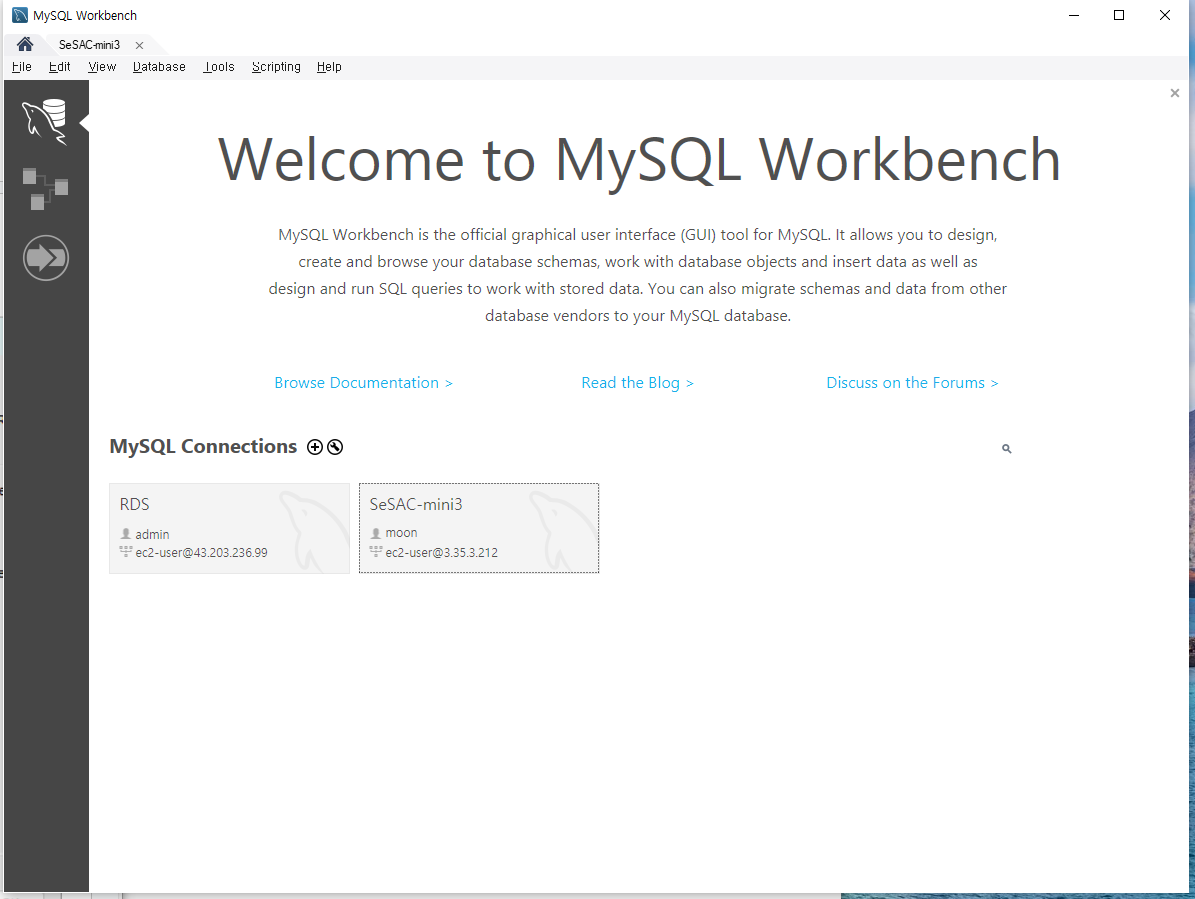 MySQL Workbench
SeSAC-mini3
File Edit View Database Tools Scripting Help
Welcome to MySQL Workbench
MySQL Workbench is the official graphical user interface (GUI) tool for MySQL. It allows you to design,
create and browse your database schemas, work with database objects and insert data as well as
design and run SQL queries to work with stored data. You can also migrate schemas and data from other
database vendors to your MySQL database.
Browse Documentation > Read the Blog > Discuss on the Forums >
MySQL Connections
RDS
admin
ec2-user@43.203.236.99
SeSAC-mini3
moon
ec2-user@3.35.3.212